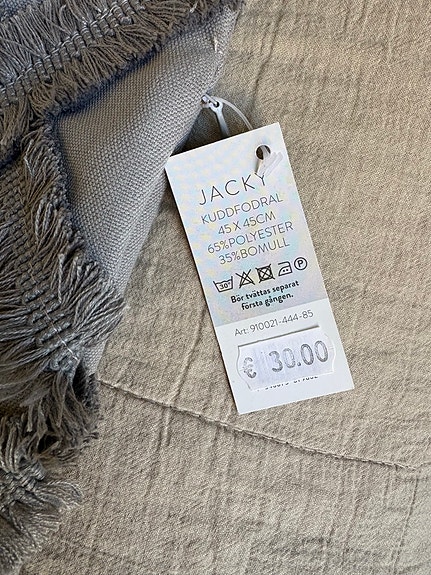 JACKY
KUDDFODRAL
45 X 45CM
65%POLYESTER
35%BOMULL
30° P
Bör tvättas separat
första gången.
Art: 910021-444-85
€ 30.00